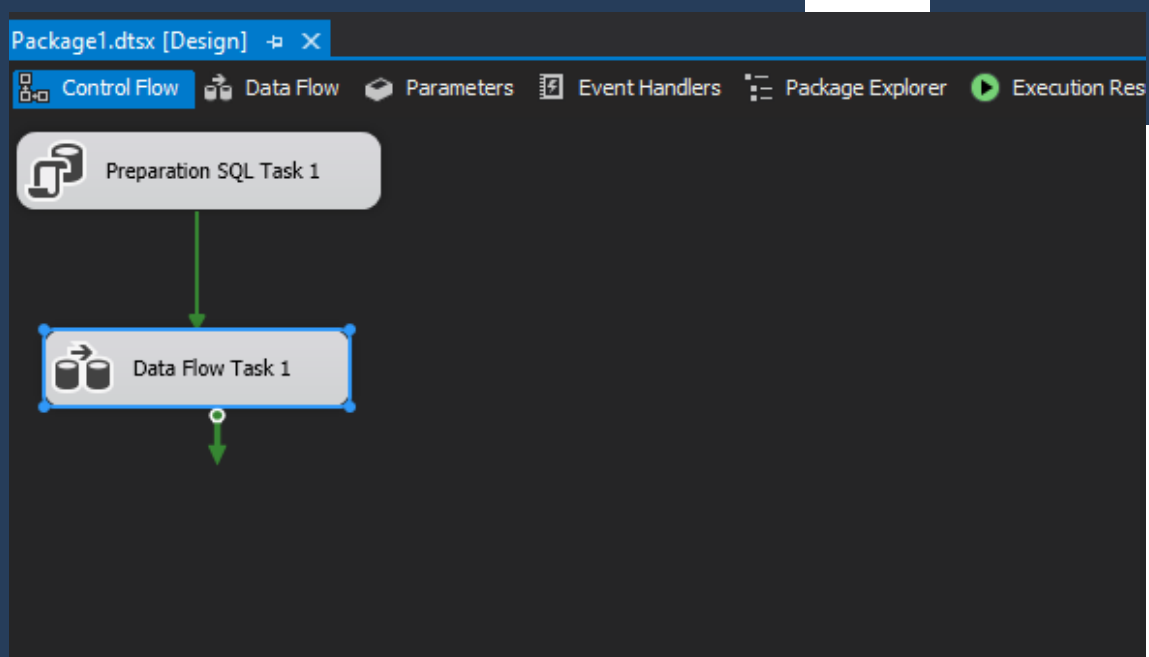 Package1.dtsx [Design]
Control Flow Data Flow Parameters Event Handlers Package Explorer Execution Res
Preparation SQL Task 1
Data Flow Task 1